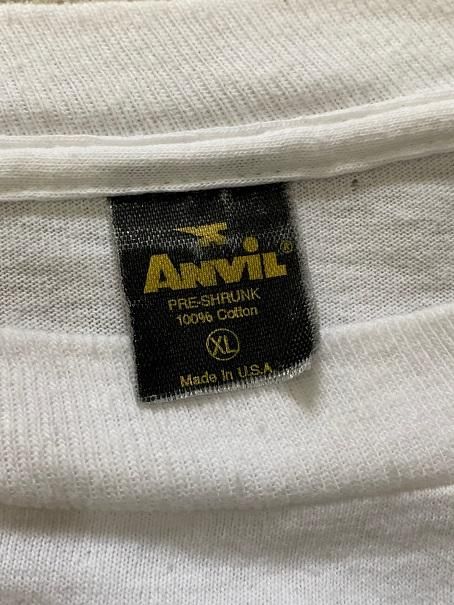 ANViL®
PRE-SHRUNK
100% Cotton
XL
Made In U.S.A.